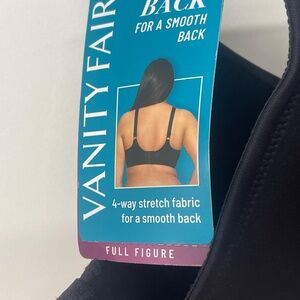 BACK
FOR A SMOOTH
BACK
VANITY FAIR
4-way stretch fabric
for a smooth back
FULL FIGURE